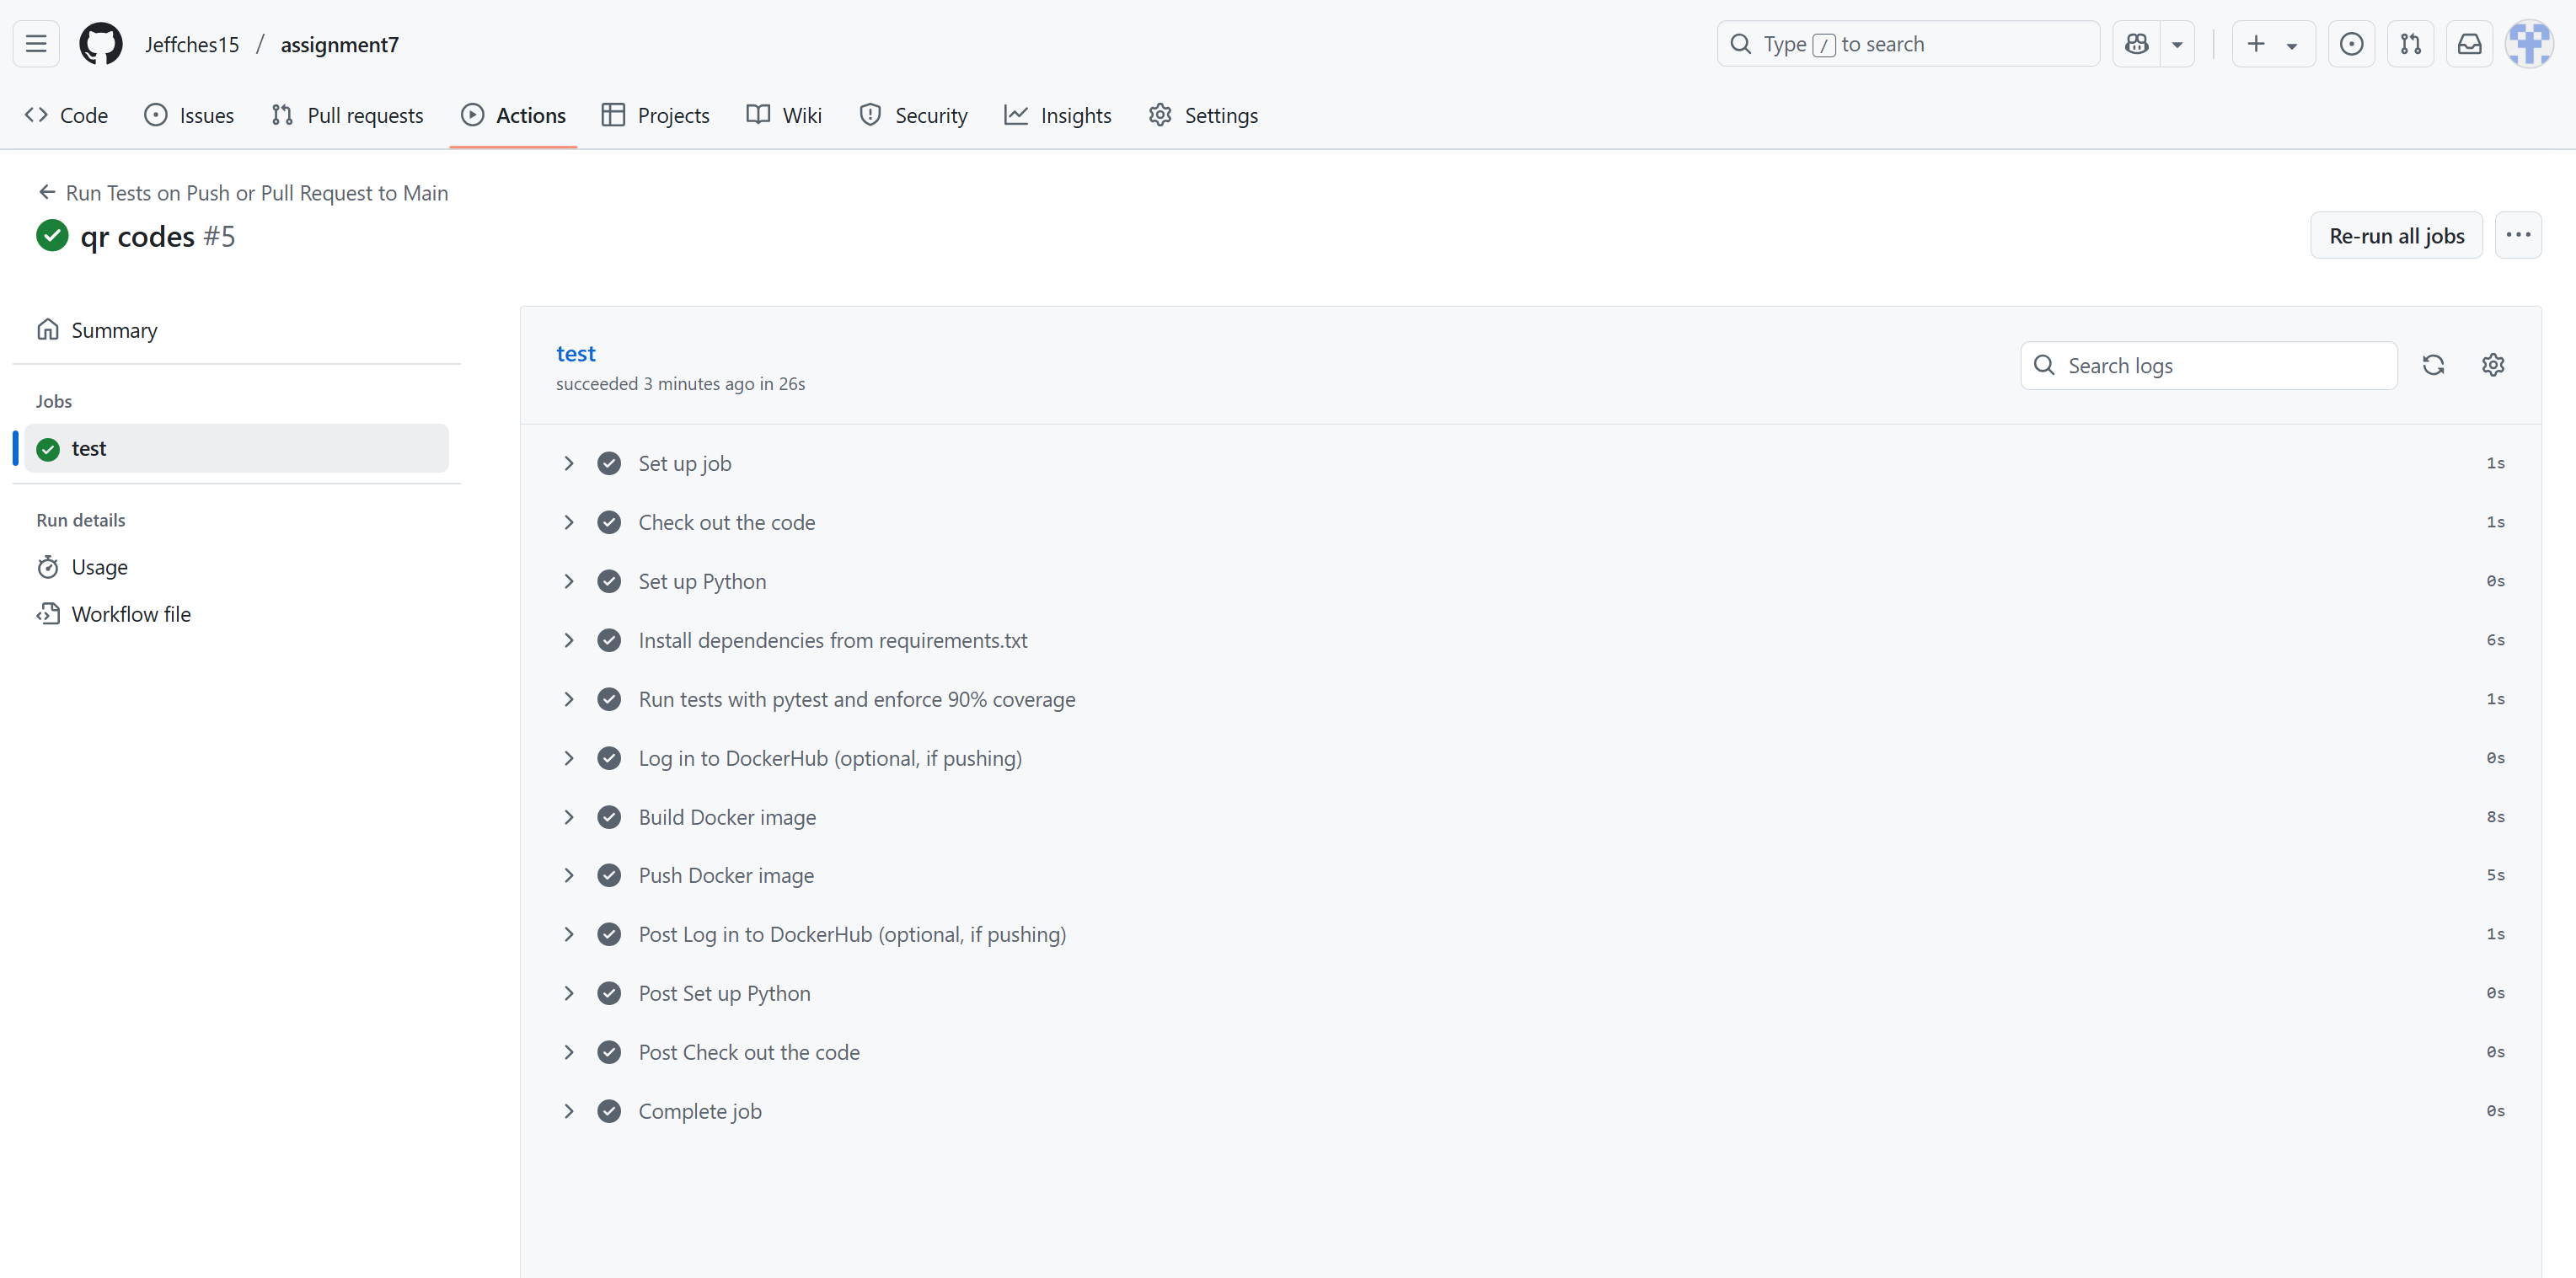 Jeffches15 / assignment7
Type / to search
Code Issues Pull requests Actions Projects Wiki Security Insights Settings
Run Tests on Push or Pull Request to Main
qr codes #5
Re-run all jobs
Summary
Jobs
test
Run details
Usage
Workflow file
test
succeeded 3 minutes ago in 26s
Search logs
Set up job 1s
Check out the code 1s
Set up Python 0s
Install dependencies from requirements.txt 6s
Run tests with pytest and enforce 90% coverage 1s
Log in to DockerHub (optional, if pushing) 0s
Build Docker image 8s
Push Docker image 5s
Post Log in to DockerHub (optional, if pushing) 1s
Post Set up Python 0s
Post Check out the code 0s
Complete job 0s